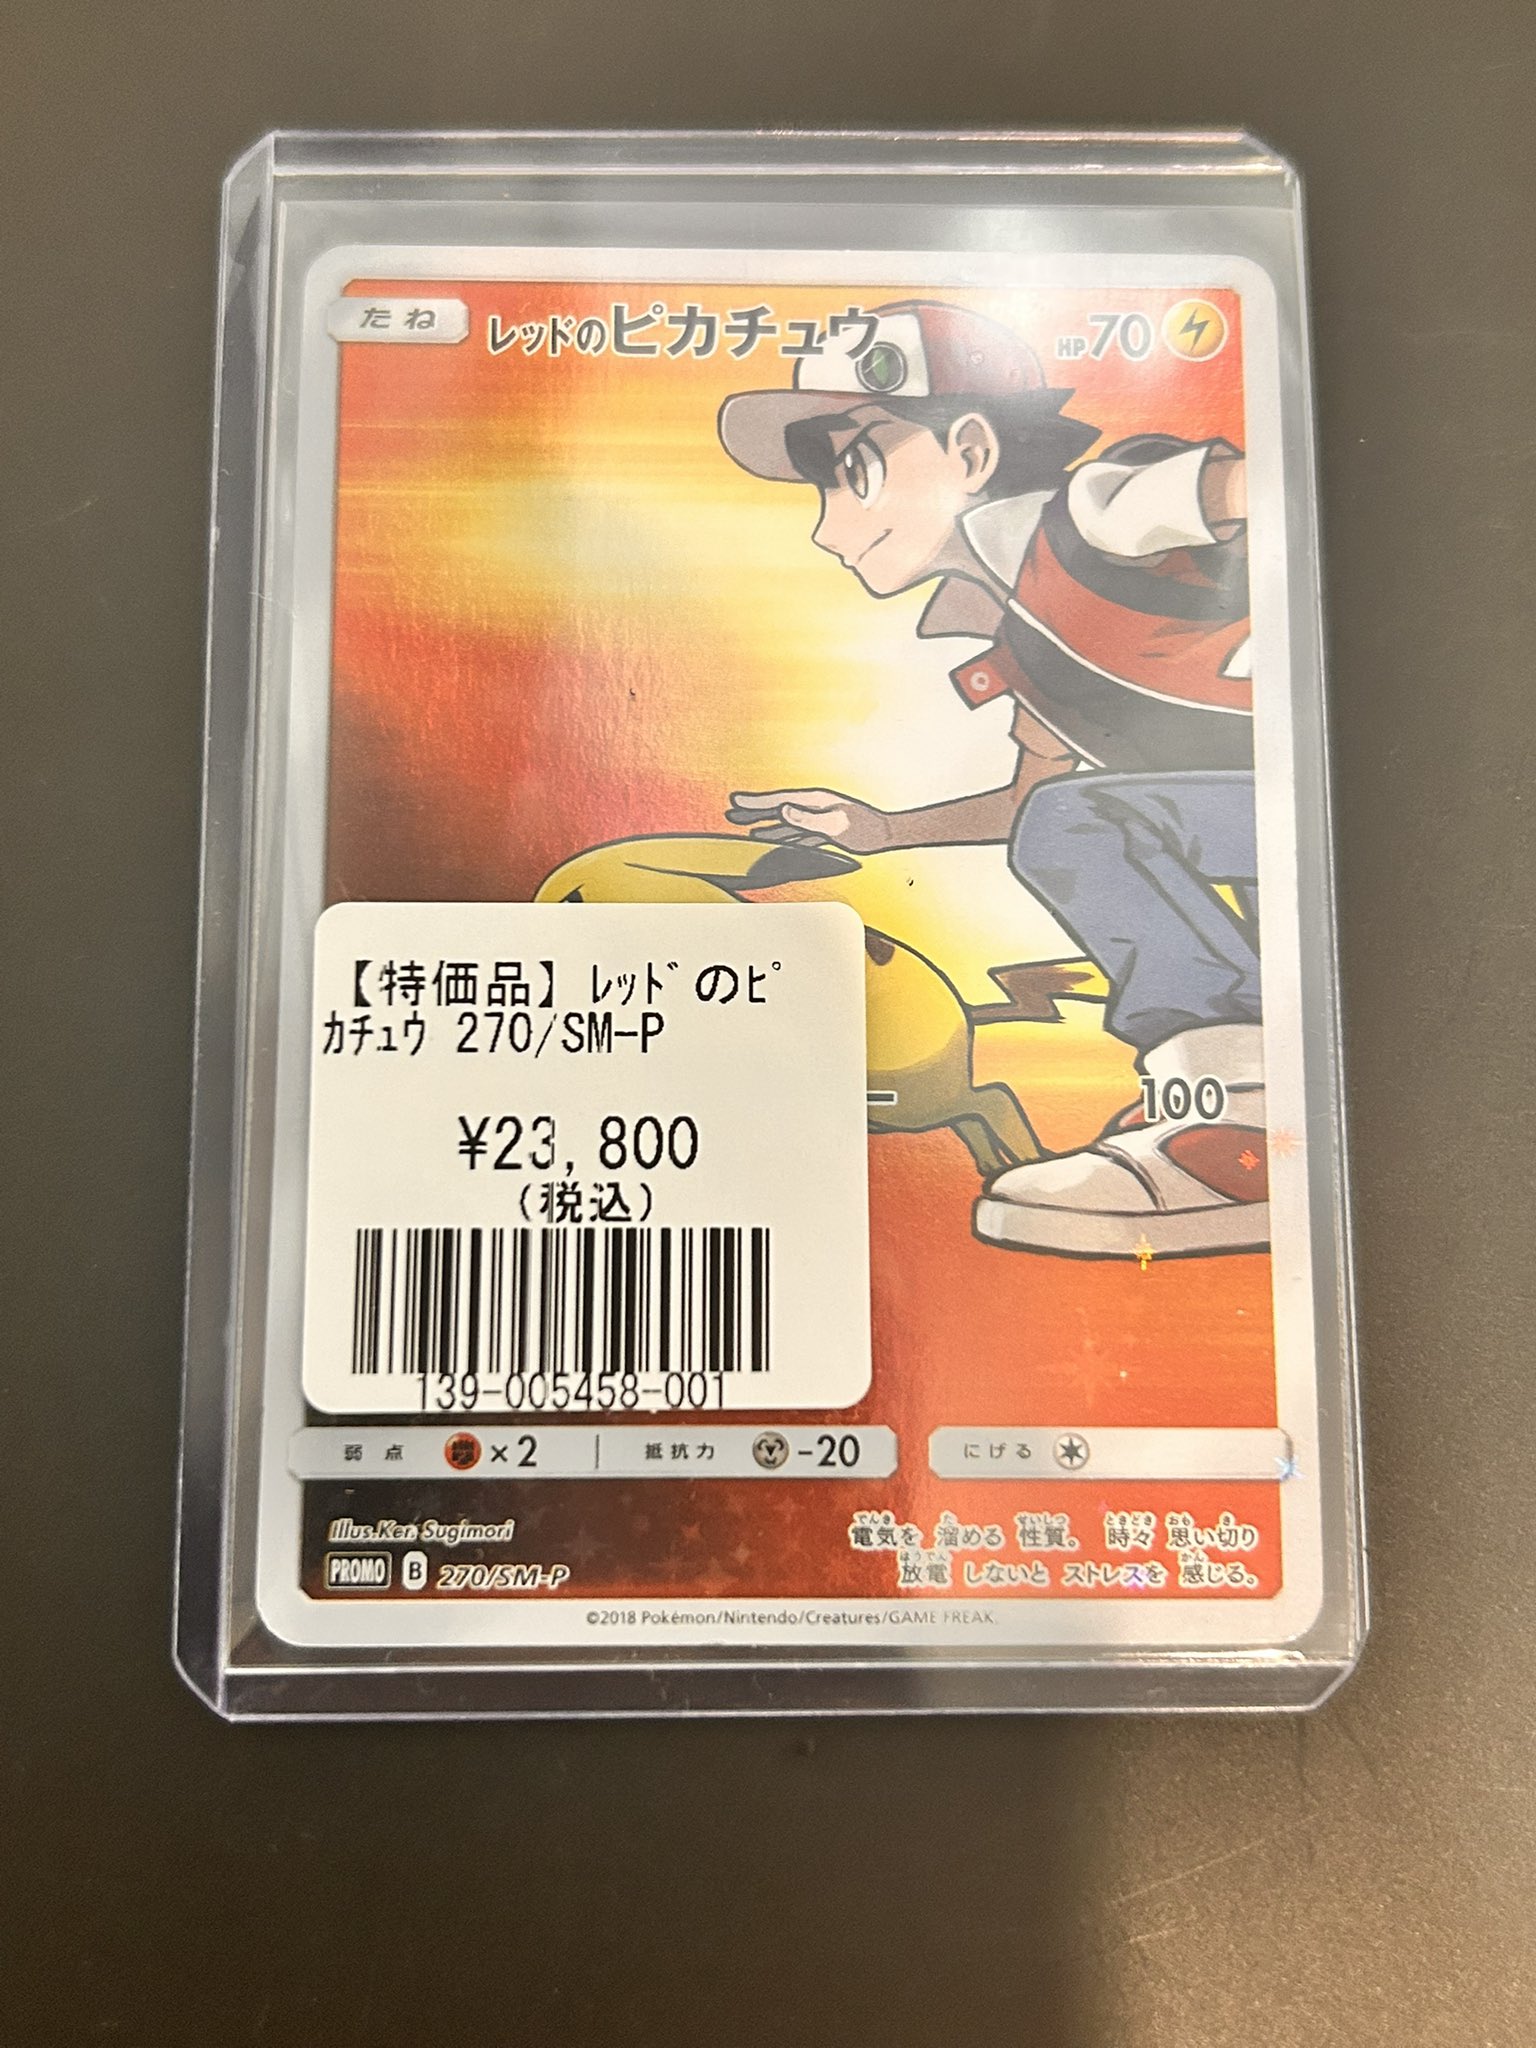 たね
レッドのピカチュウ
HP70
【特価品】ﾚｯﾄﾞのﾋﾟ
ｶﾁｭｳ 270/SM-P
¥23,800
(税込)
139-005458-001
ー
100
弱点 ×2 抵抗力 -20 にげる
Illus.Ken Sugimori
でんき た せいしつ ときどき おも き
電気を 溜める 性質。 時々 思い切り
ほうでん かん
放電 しないと ストレスを 感じる。
PROMO B 270/SM-P
©2018 Pokémon/Nintendo/Creatures/GAME FREAK.